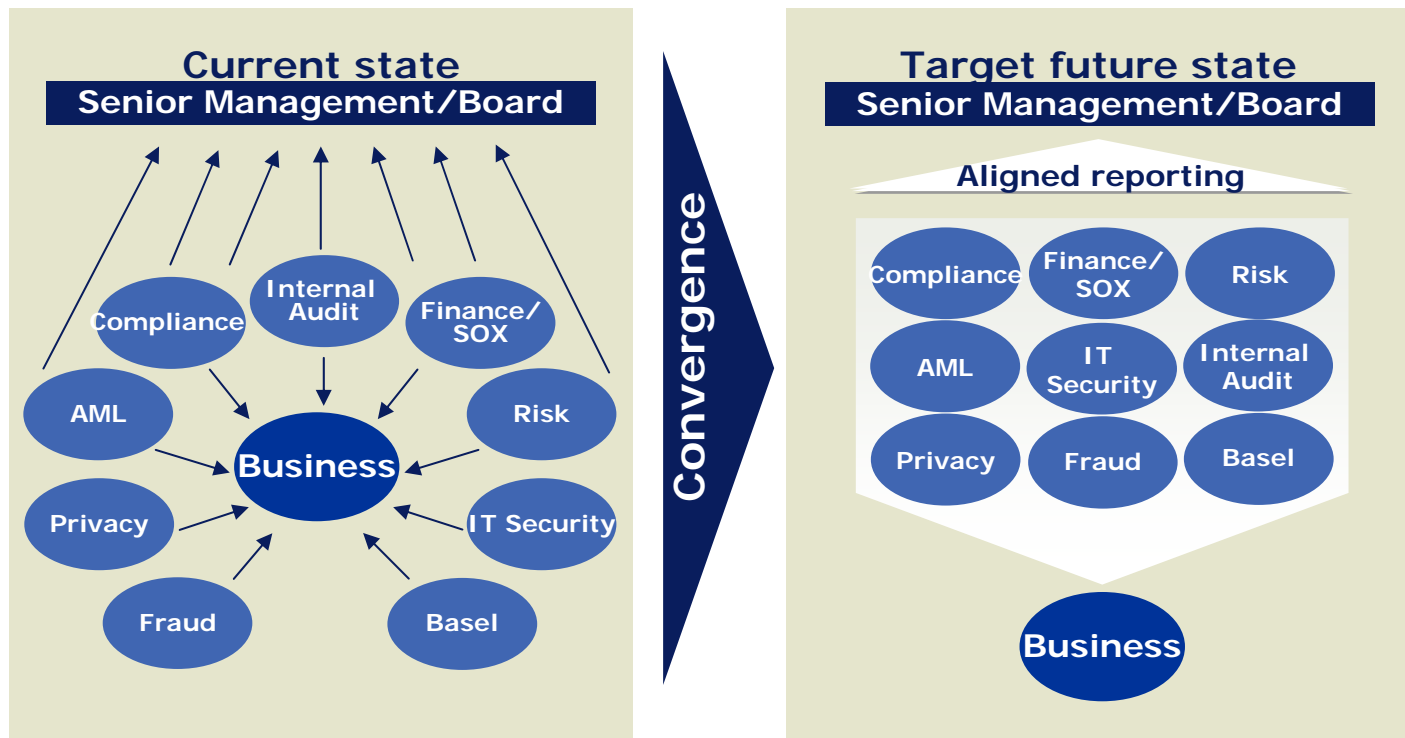 Current state
Senior Management/Board
Internal
Audit
Compliance
Finance/
SOX
AML
Risk
Business
Privacy
IT Security
Fraud
Basel
Convergence
Target future state
Senior Management/Board
Aligned reporting
Compliance
Finance/
SOX
Risk
AML
IT
Security
Internal
Audit
Privacy
Fraud
Basel
Business